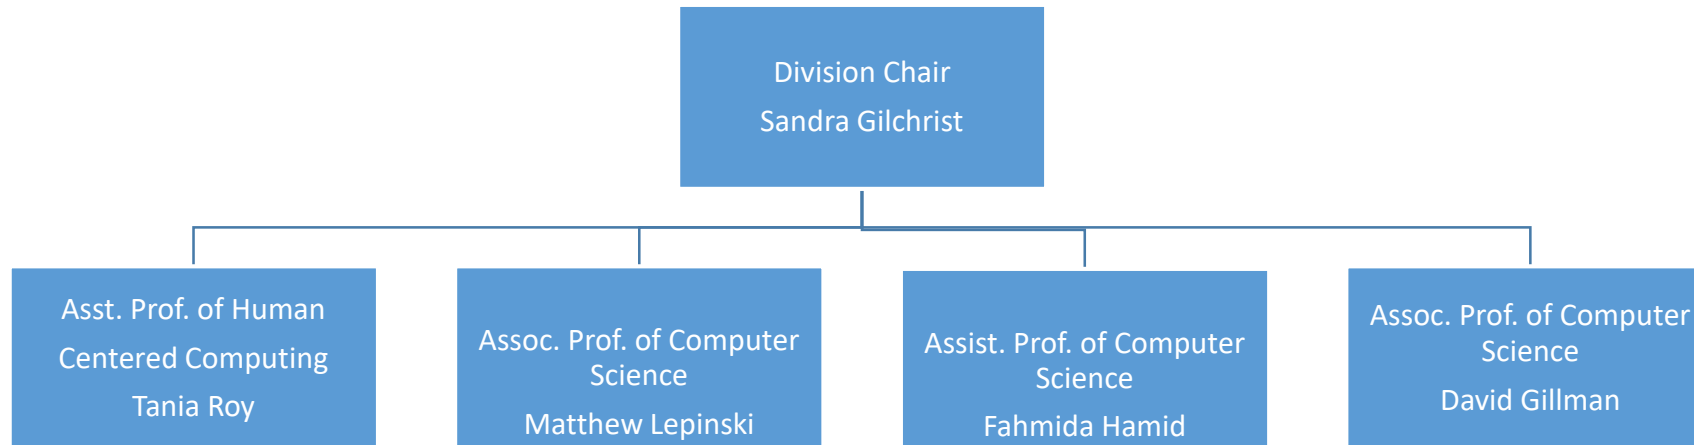 Division Chair
Sandra Gilchrist
Asst. Prof. of Human
Centered Computing
Tania Roy
Assoc. Prof. of Computer
Science
Matthew Lepinski
Assist. Prof. of Computer
Science
Fahmida Hamid
Assoc. Prof. of Computer
Science
David Gillman